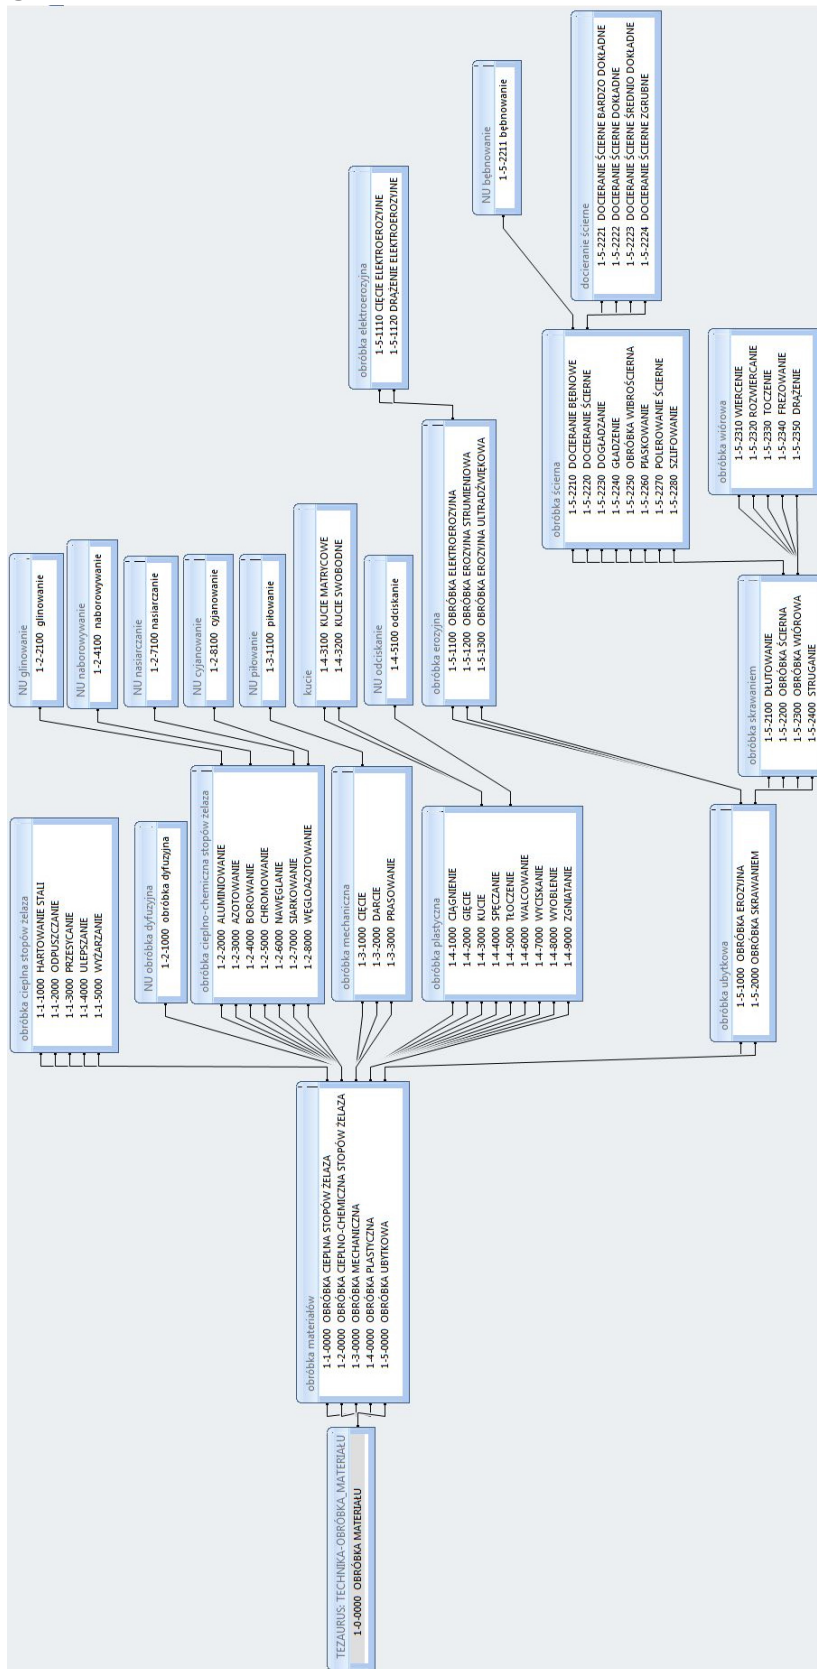 TEZAURUS: TECHNIKA-OBRÓBKA_MATERIAŁU
1-0-0000 OBRÓBKA MATERIAŁU
obróbka materiałów
1-1-0000 OBRÓBKA CIEPLNA STOPÓW ŻELAZA
1-2-0000 OBRÓBKA CIEPLNO-CHEMICZNA STOPÓW ŻELAZA
1-3-0000 OBRÓBKA MECHANICZNA
1-4-0000 OBRÓBKA PLASTYCZNA
1-5-0000 OBRÓBKA UBYTKOWA
obróbka cieplna stopów żelaza
1-1-1000 HARTOWANIE STALI
1-1-2000 ODPUSZCZANIE
1-1-3000 PRZESYCANIE
1-1-4000 ULEPSZANIE
1-1-5000 WYŻARZANIE
NU obróbka dyfuzyjna
1-2-1000 obróbka dyfuzyjna
obróbka cieplno-chemiczna stopów żelaza
1-2-2000 ALUMINIOWANIE
1-2-3000 AZOTOWANIE
1-2-4000 BOROWANIE
1-2-5000 CHROMOWANIE
1-2-6000 NAWĘGLANIE
1-2-7000 SIARKOWANIE
1-2-8000 WĘGLOAZOTOWANIE
obróbka mechaniczna
1-3-1000 CIĘCIE
1-3-2000 DARCIE
1-3-3000 PRASOWANIE
obróbka plastyczna
1-4-1000 CIĄGNIENIE
1-4-2000 GIĘCIE
1-4-3000 KUCIE
1-4-4000 SPĘCZANIE
1-4-5000 TŁOCZENIE
1-4-6000 WALCOWANIE
1-4-7000 WYCISKANIE
1-4-8000 WYOBLENIE
1-4-9000 ZGNIATANIE
obróbka ubytkowa
1-5-1000 OBRÓBKA EROZYJNA
1-5-2000 OBRÓBKA SKRAWANIEM
NU glinowanie
1-2-2100 glinowanie
NU naborowywanie
1-2-4100 naborowywanie
NU nasiarczanie
1-2-7100 nasiarczanie
NU cyjanowanie
1-2-8100 cyjanowanie
NU piłowanie
1-3-1100 piłowanie
kucie
1-4-3100 KUCIE MATRYCOWE
1-4-3200 KUCIE SWOBODNE
NU odciskanie
1-4-5100 odciskanie
obróbka erozyjna
1-5-1100 OBRÓBKA ELEKTROEROZYJNA
1-5-1200 OBRÓBKA EROZYJNA STRUMIENIOWA
1-5-1300 OBRÓBKA EROZYJNA ULTRADŹWIĘKOWA
obróbka skrawaniem
1-5-2100 DŁUTOWANIE
1-5-2200 OBRÓBKA ŚCIERNA
1-5-2300 OBRÓBKA WIÓROWA
1-5-2400 STRUGANIE
obróbka elektroerozyjna
1-5-1110 CIĘCIE ELEKTROEROZYJNE
1-5-1120 DRĄŻENIE ELEKTROEROZYJNE
obróbka ścierna
1-5-2210 DOCIERANIE BĘBNOWE
1-5-2220 DOCIERANIE ŚCIERNE
1-5-2230 DOGŁADZANIE
1-5-2240 GŁADZENIE
1-5-2250 OBRÓBKA WIBROŚCIERNA
1-5-2260 PIASKOWANIE
1-5-2270 POLEROWANIE ŚCIERNE
1-5-2280 SZLIFOWANIE
obróbka wiórowa
1-5-2310 WIERCENIE
1-5-2320 ROZWIERCANIE
1-5-2330 TOCZENIE
1-5-2340 FREZOWANIE
1-5-2350 DRĄŻENIE
NU bębnowanie
1-5-2211 bębnowanie
docieranie ścierne
1-5-2221 DOCIERANIE ŚCIERNE BARDZO DOKŁADNE
1-5-2222 DOCIERANIE ŚCIERNE DOKŁADNE
1-5-2223 DOCIERANIE ŚCIERNE ŚREDNIO DOKŁADNE
1-5-2224 DOCIERANIE ŚCIERNE ZGRUBNE